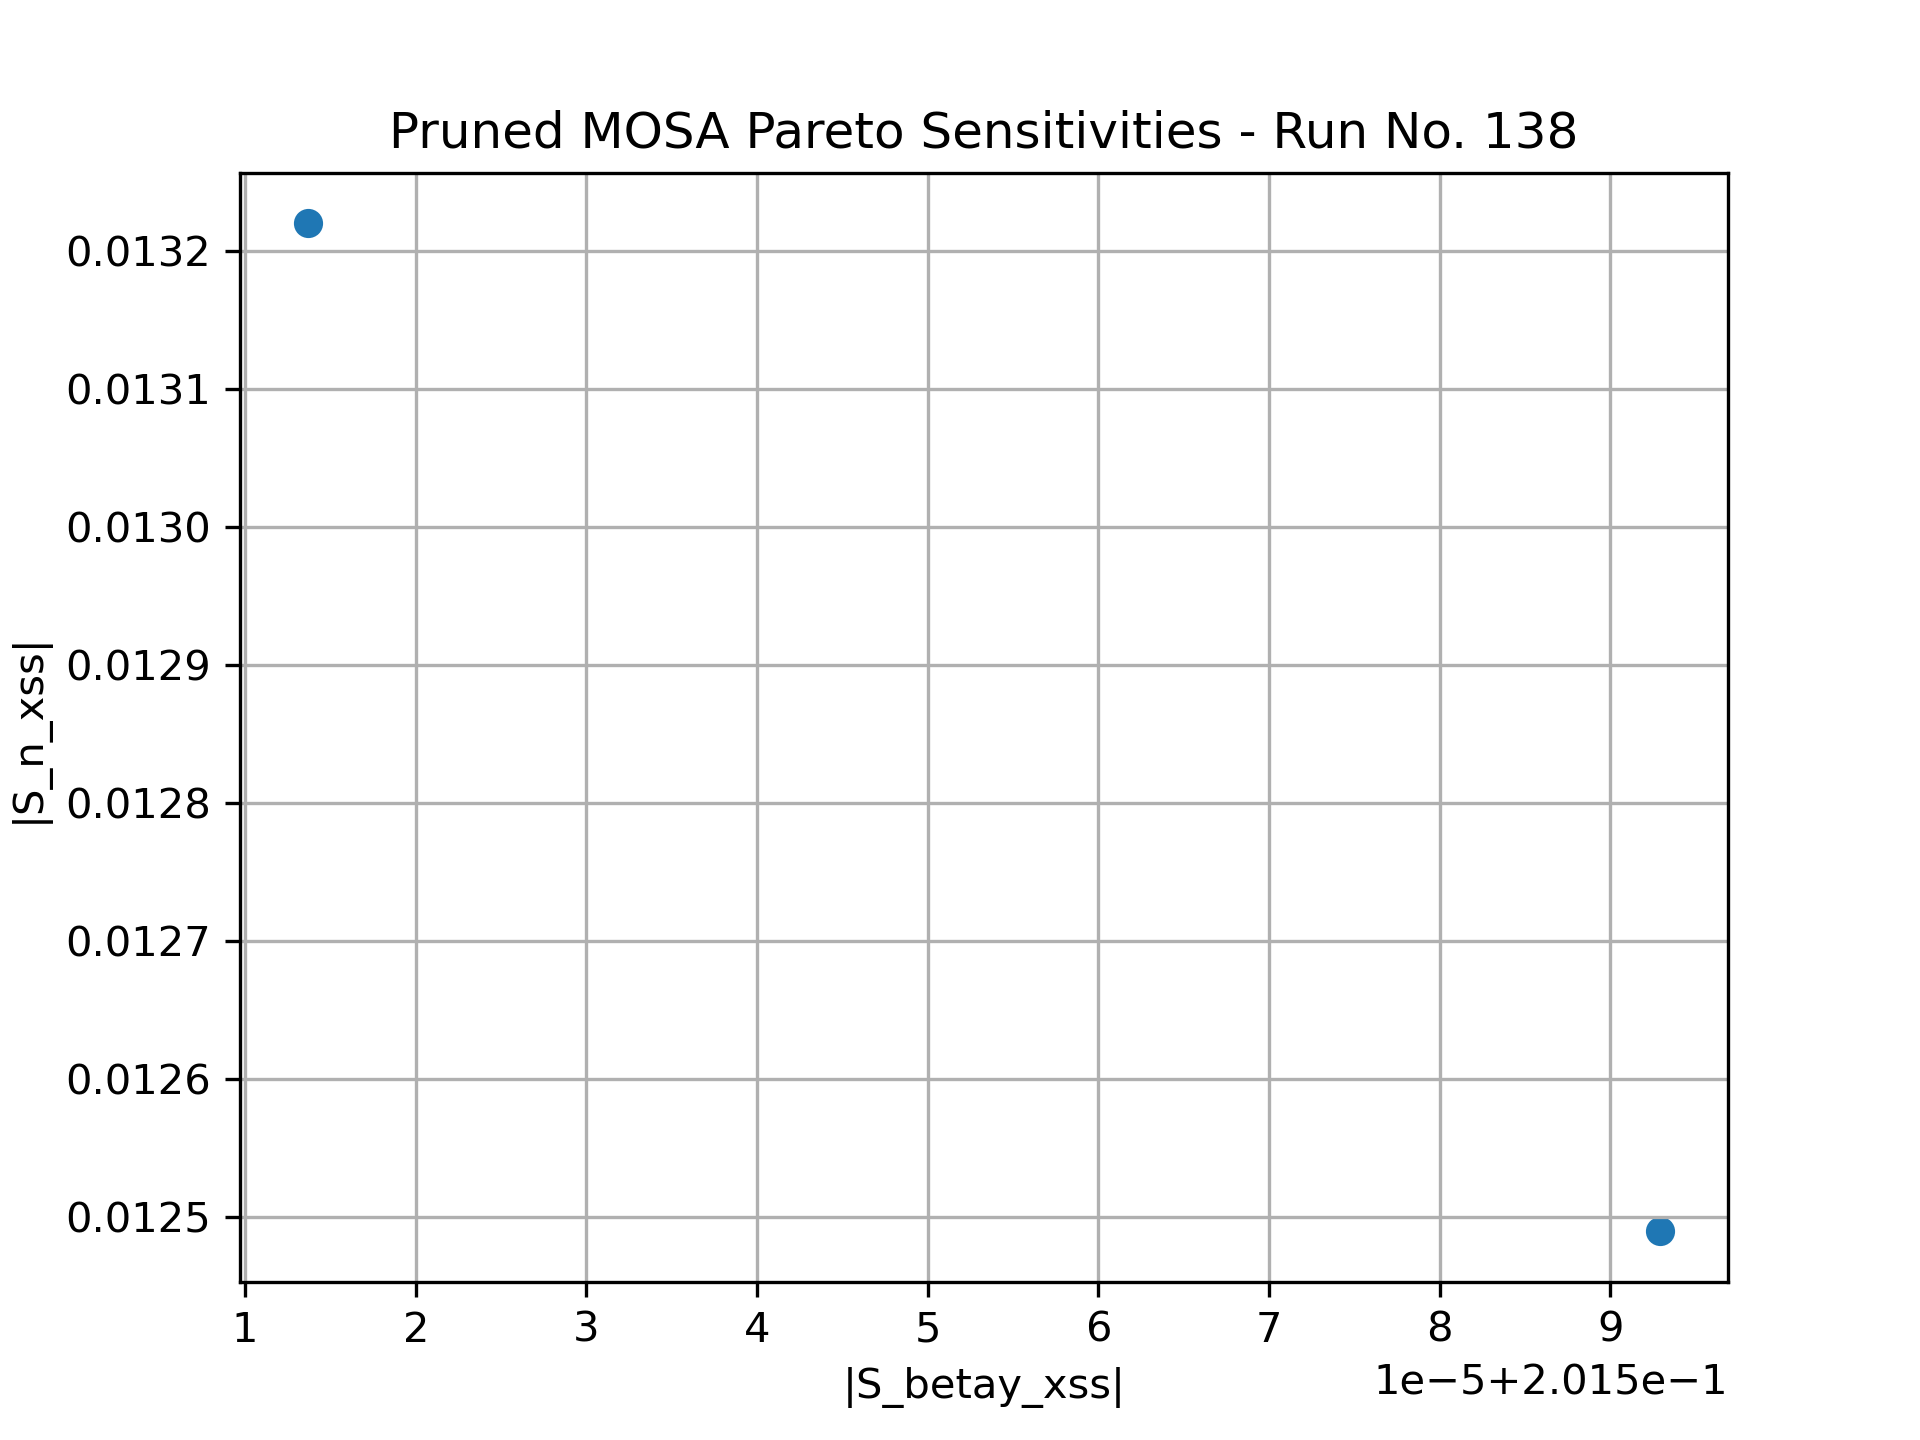 Pruned MOSA Pareto Sensitivities - Run No. 138
|S_n_xss|
0.0132
0.0131
0.0130
0.0129
0.0128
0.0127
0.0126
0.0125
1 2 3 4 5 6 7 8 9
|S_betay_xss|
1e−5+2.015e−1